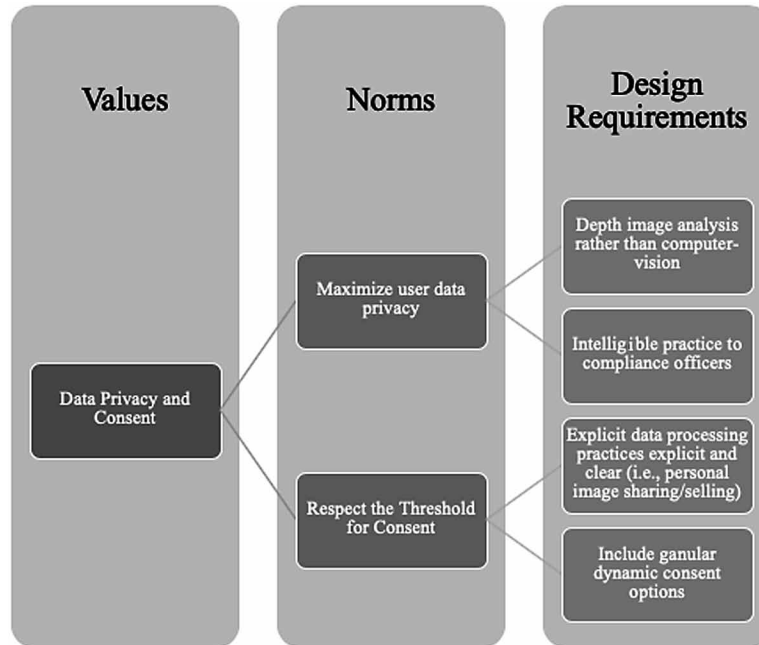 Values
Norms
Design
Requirements
Data Privacy and
Consent
Maximize user data
privacy
Respect the Threshold
for Consent
Depth image analysis
rather than computer-
vision
Intelligible practice to
compliance officers
Explicit data processing
practices explicit and
clear (i.e., personal
image sharing/selling)
Include ganular
dynamic consent
options